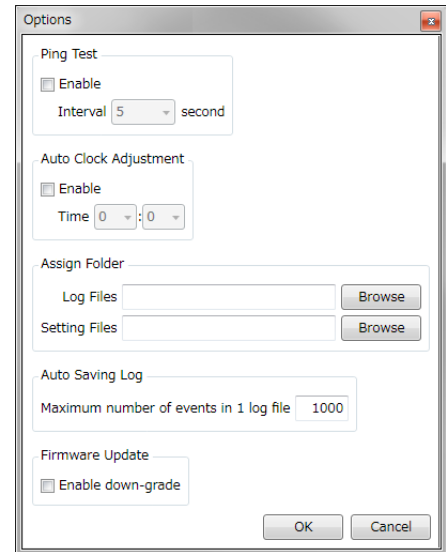 Options
Ping Test
Enable
Interval 5 second
Auto Clock Adjustment
Enable
Time 0 : 0
Assign Folder
Log Files Browse
Setting Files Browse
Auto Saving Log
Maximum number of events in 1 log file 1000
Firmware Update
Enable down-grade
OK Cancel